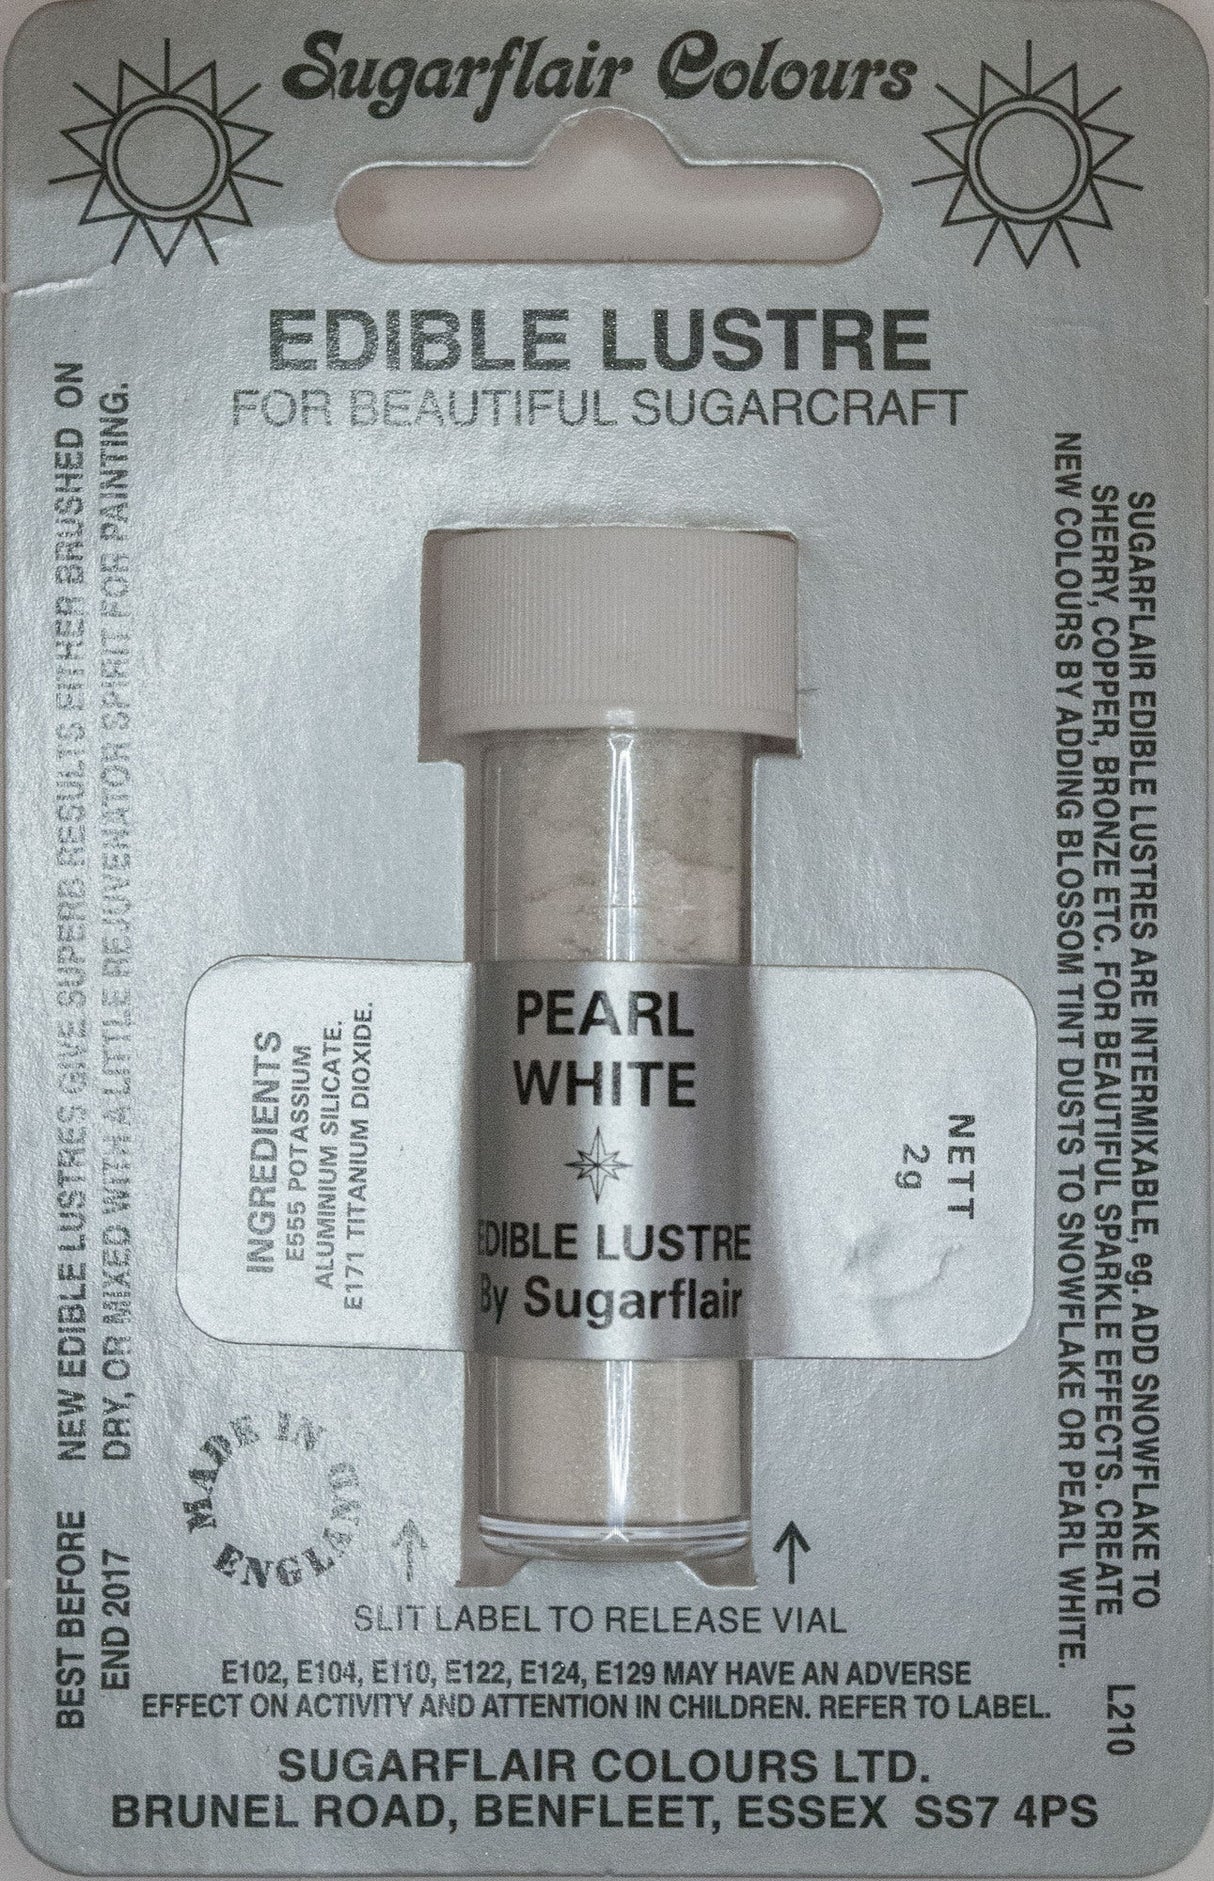 Sugarflair Colours
EDIBLE LUSTRE
FOR BEAUTIFUL SUGARCRAFT
NEW EDIBLE LUSTRES GIVE SUPERB RESULTS EITHER BRUSHED ON
DRY, OR MIXED WITH A LITTLE REJUVENATOR SPIRIT FOR PAINTING.
SUGARFLAIR EDIBLE LUSTRES ARE INTERMIXABLE, eg. ADD SNOWFLAKE TO
SHERRY, COPPER, BRONZE ETC. FOR BEAUTIFUL SPARKLE EFFECTS. CREATE
NEW COLOURS BY ADDING BLOSSOM TINT DUSTS TO SNOWFLAKE OR PEARL WHITE.
INGREDIENTS
E555 POTASSIUM
ALUMINIUM SILICATE.
E171 TITANIUM DIOXIDE.
PEARL
WHITE
EDIBLE LUSTRE
By Sugarflair
NETT
2g
MADE IN
ENGLAND
BEST BEFORE
END 2017
L210
SLIT LABEL TO RELEASE VIAL
E102, E104, E110, E122, E124, E129 MAY HAVE AN ADVERSE
EFFECT ON ACTIVITY AND ATTENTION IN CHILDREN. REFER TO LABEL.
SUGARFLAIR COLOURS LTD.
BRUNEL ROAD, BENFLEET, ESSEX SS7 4PS